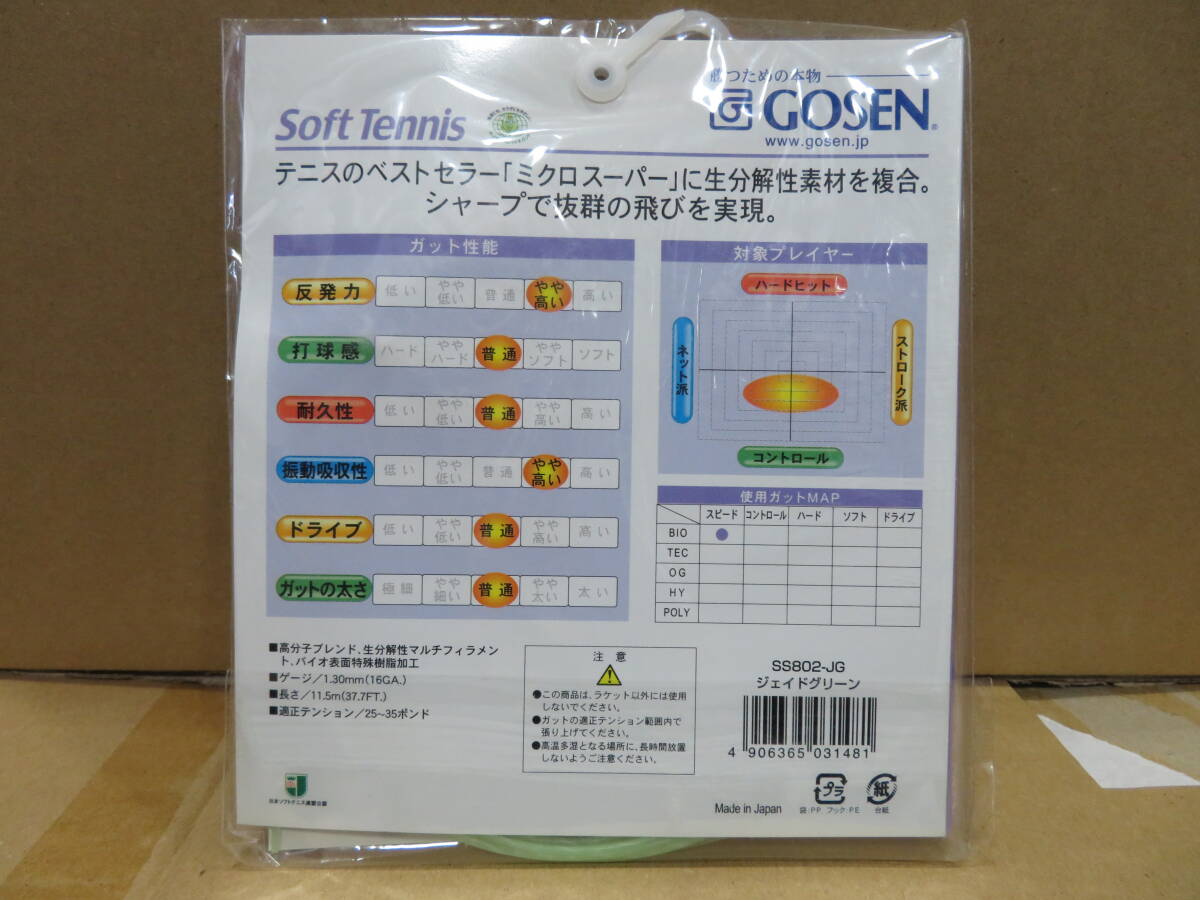 勝つための本物
GOSEN
www.gosen.jp
Soft Tennis
テニスのベストセラー「ミクロスーパー」に生分解性素材を複合。
シャープで抜群の飛びを実現。
ガット性能
反発力 低い やや低い 普通 やや高い 高い
打球感 ハード ややハード 普通 ややソフト ソフト
耐久性 低い やや低い 普通 やや高い 高い
振動吸収性 低い やや低い 普通 やや高い 高い
ドライブ 低い やや低い 普通 やや高い 高い
ガットの太さ 極細 やや細い 普通 やや太い 太い
対象プレイヤー
ハードヒット
ネット派
ストローク派
コントロール
使用ガットMAP
スピード コントロール ハード ソフト ドライブ
BIO ●
TEC
OG
HY
POLY
■高分子ブレンド、生分解性マルチフィラメン
ト、バイオ表面特殊樹脂加工
■ゲージ/1.30mm(16GA.)
■長さ/11.5m(37.7FT.)
■適正テンション/25〜35ポンド
注意
●この商品は、ラケット以外には使用
しないでください。
●ガットの適正テンション範囲内で
張り上げてください。
●高温多湿となる場所に、長時間放置
しないようご注意ください。
SS802-JG
ジェイドグリーン
4 906365 031481
日本ソフトテニス連盟公認
Made in Japan
プラ
袋:PP フック:PE
紙
台紙